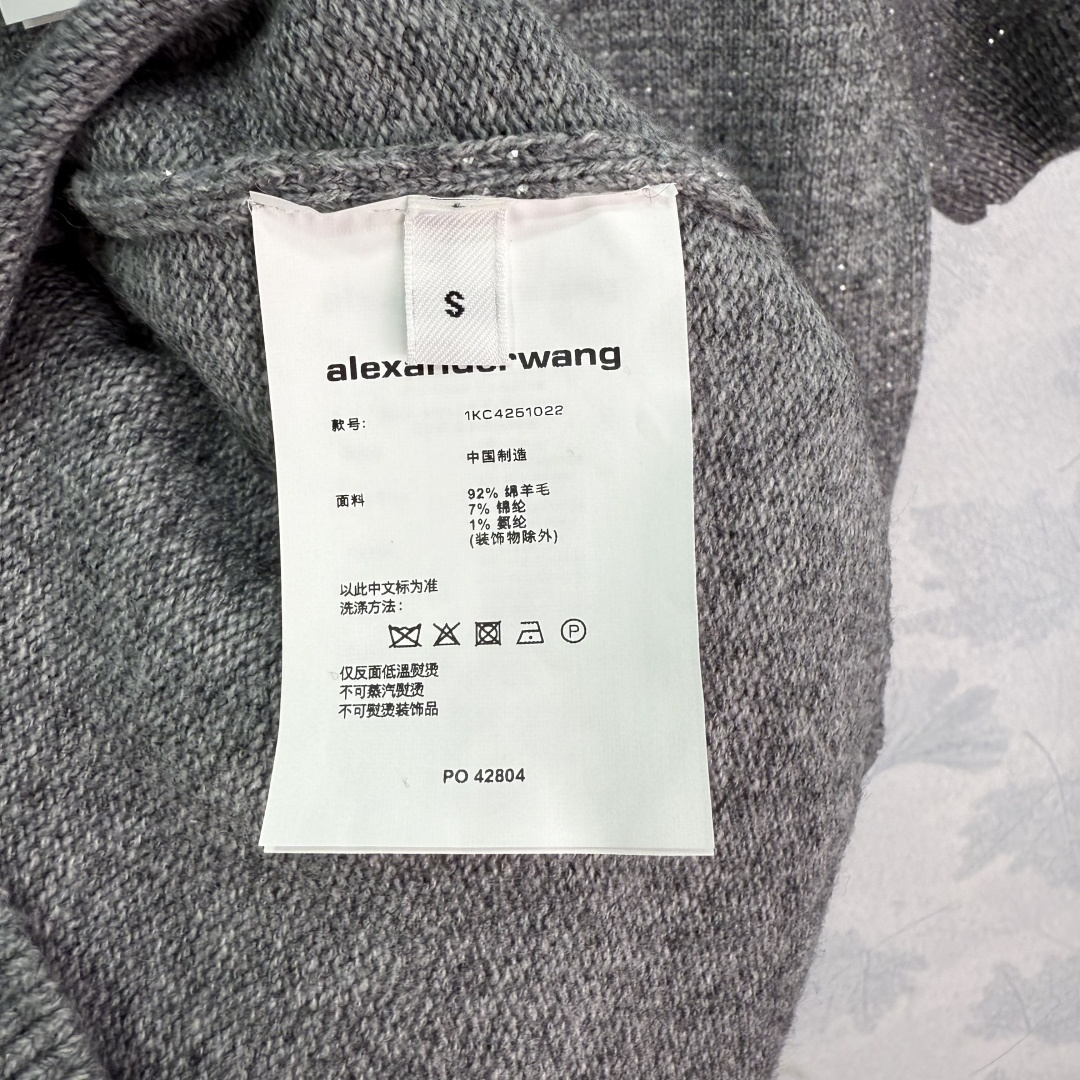 S
alexanderwang
款号: 1KC4261022
中国制造
面料 92% 绵羊毛
7% 锦纶
1% 氨纶
(装饰物除外)
以此中文标为准
洗涤方法:
P
仅反面低溫熨烫
不可蒸汽熨烫
不可熨烫装饰品
PO 42804